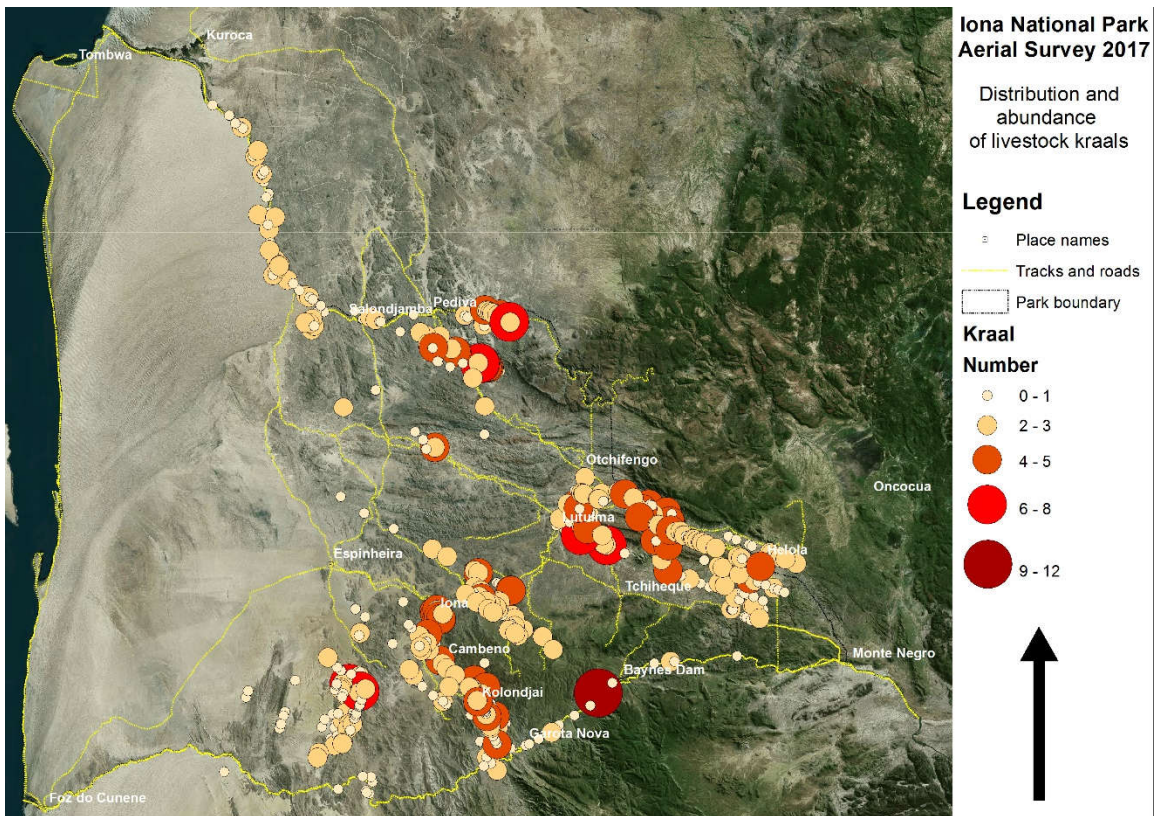 Iona National Park
Aerial Survey 2017
Distribution and
abundance
of livestock kraals
Legend
Place names
Tracks and roads
Park boundary
Kraal
Number
0 - 1
2 - 3
4 - 5
6 - 8
9 - 12
Kuroca
Tombwa
Pediva
Salondjamba
Otchifengo
Oncocua
Lutuima
Helola
Espinheira
Tchiheque
Iona
Cambeno
Monte Negro
Baynes Dam
Kolondjai
Garota Nova
Foz do Cunene